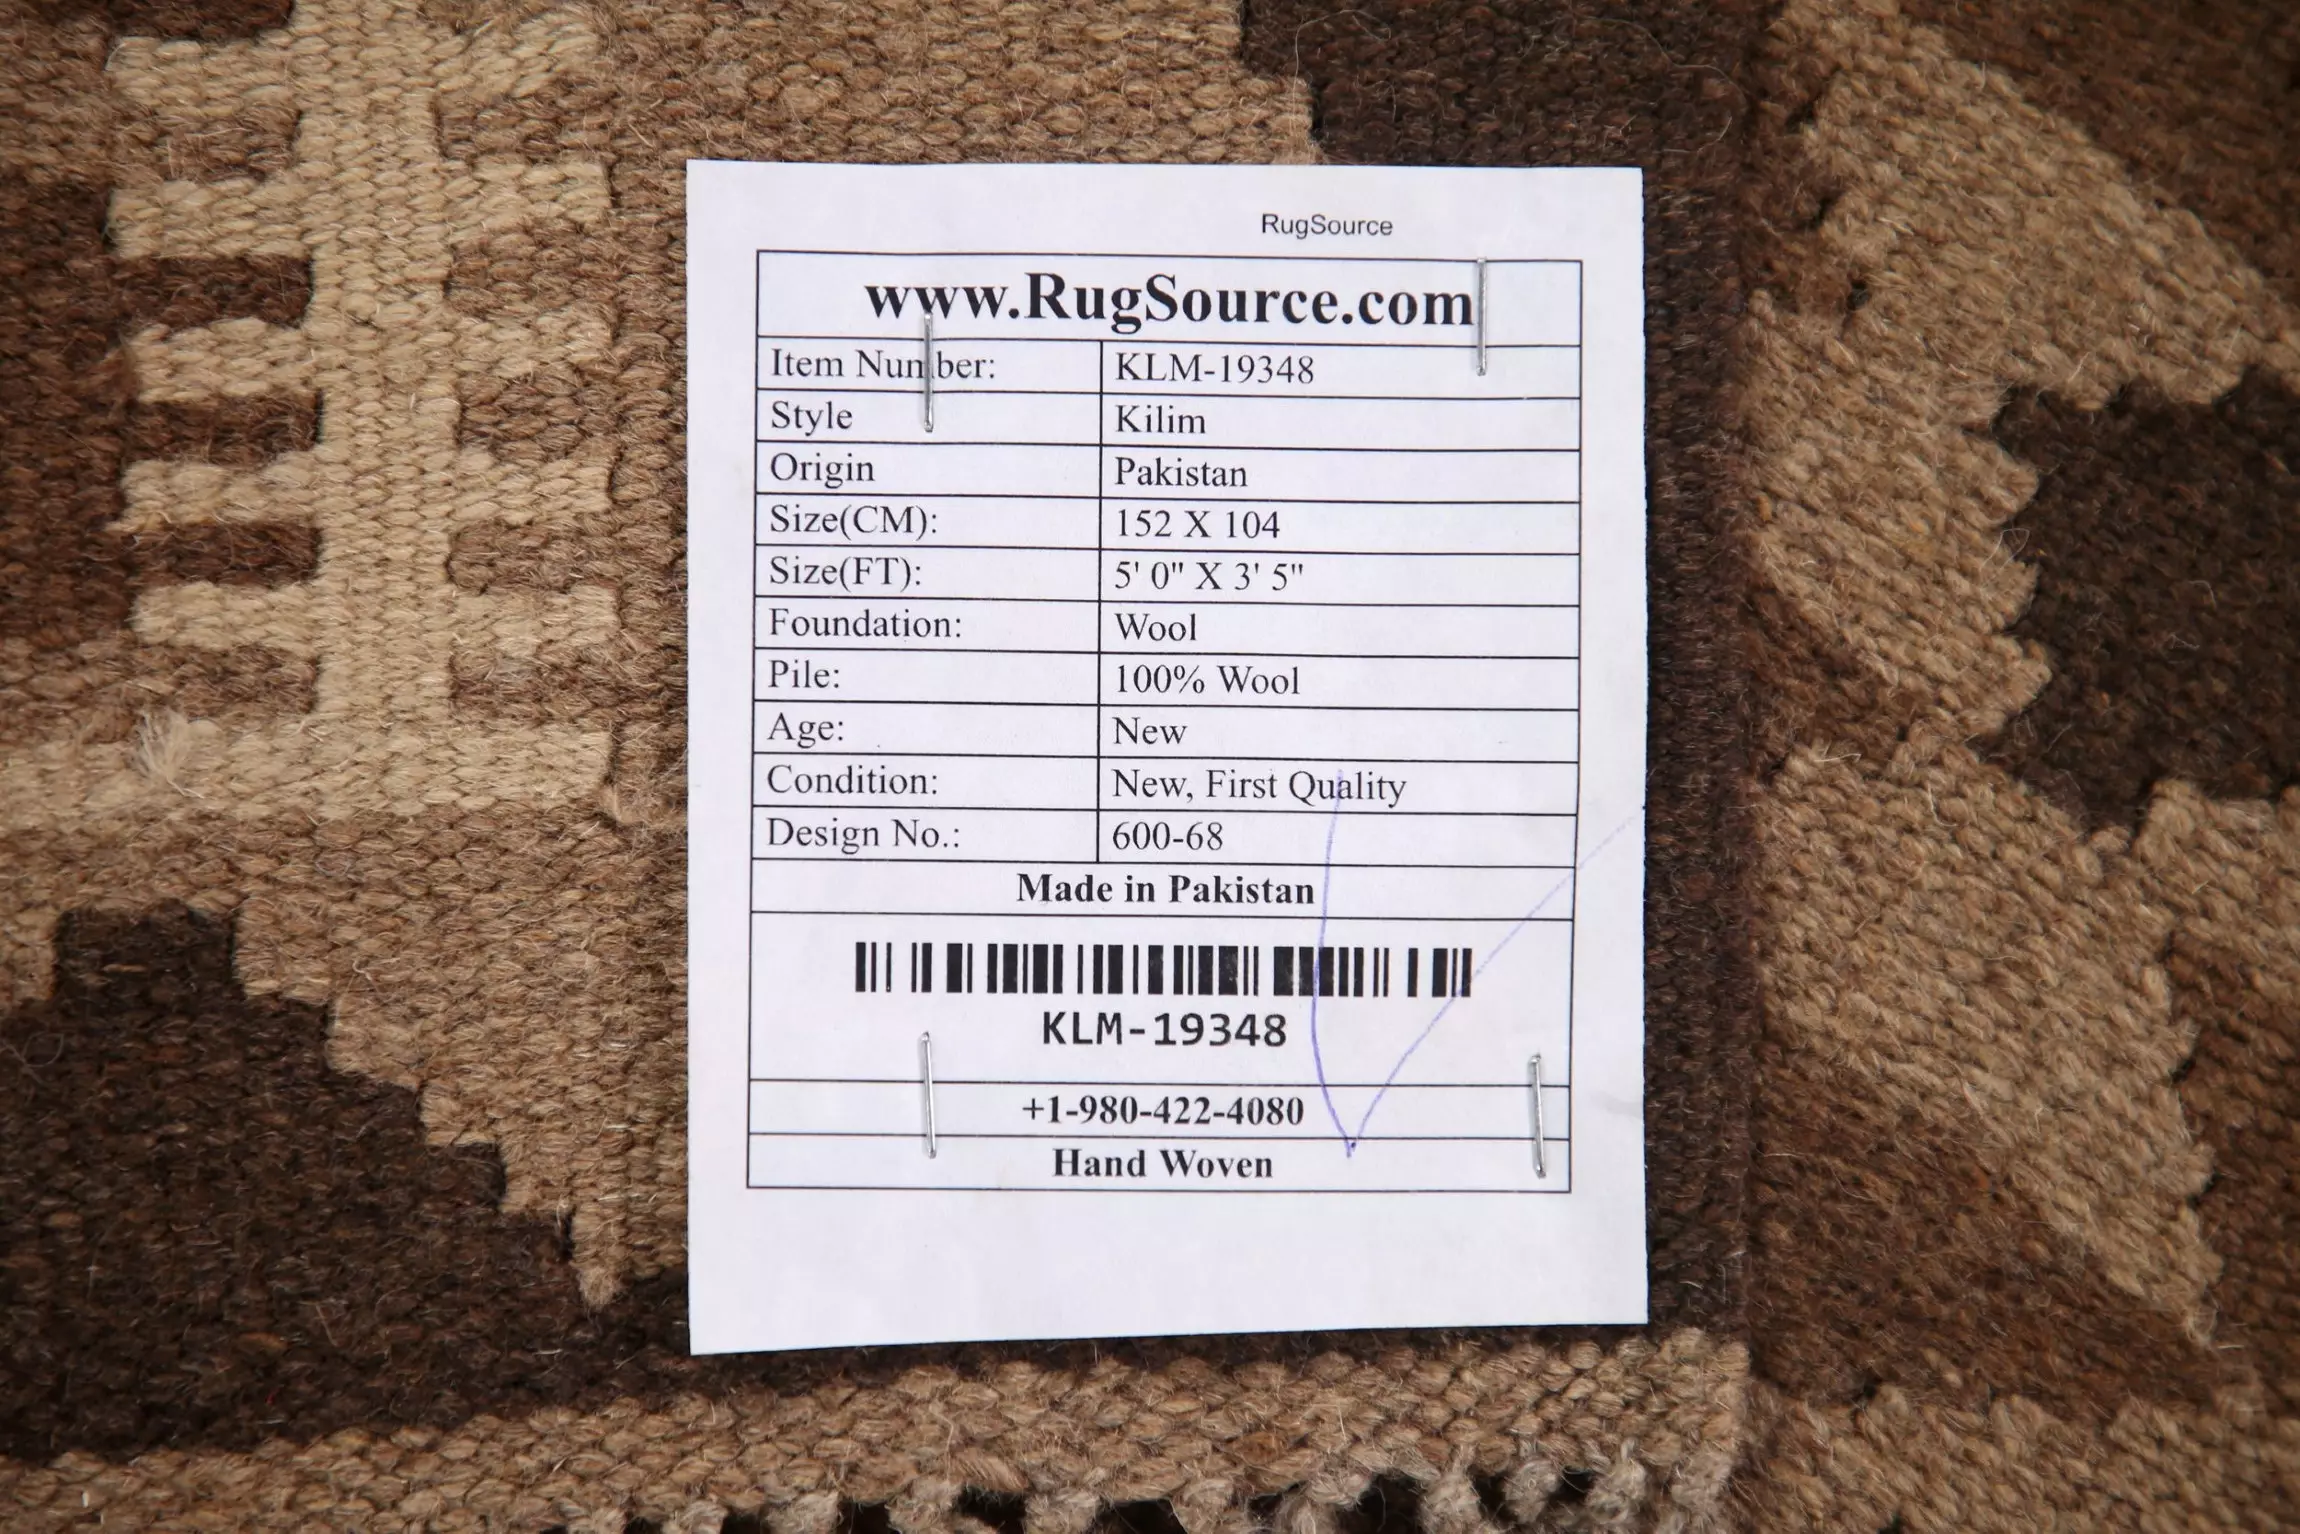 RugSource
www.RugSource.com
Item Number: KLM-19348
Style Kilim
Origin Pakistan
Size(CM): 152 X 104
Size(FT): 5' 0" X 3' 5"
Foundation: Wool
Pile: 100% Wool
Age: New
Condition: New, First Quality
Design No.: 600-68
Made in Pakistan
KLM-19348
+1-980-422-4080
Hand Woven